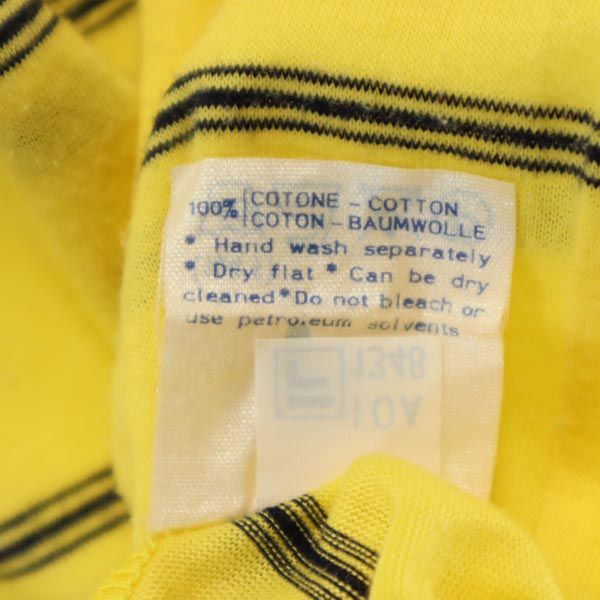 100% COTONE - COTTON
COTON - BAUMWOLLE
* Hand wash separately
* Dry flat * Can be dry
cleaned * Do not bleach or
use petroleum solvents
1348